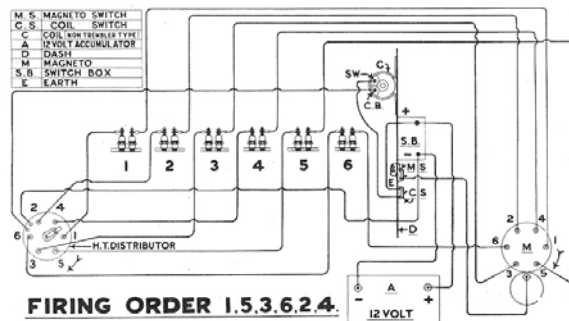 M.S. MAGNETO SWITCH
C.S. COIL SWITCH
C COIL (NON TREMBLER TYPE)
A 12 VOLT ACCUMULATOR
D DASH
M MAGNETO
S.B. SWITCH BOX
E EARTH
C.
SW.
C.B.
+
S.B.
-
1 2 3 4 5 6
B
E
E
M S
C S
D
2 4
6 1
3 5
H.T. DISTRIBUTOR
2 4
6 M 1
3 5
- A +
12 VOLT
FIRING ORDER 1.5.3.6.2.4.